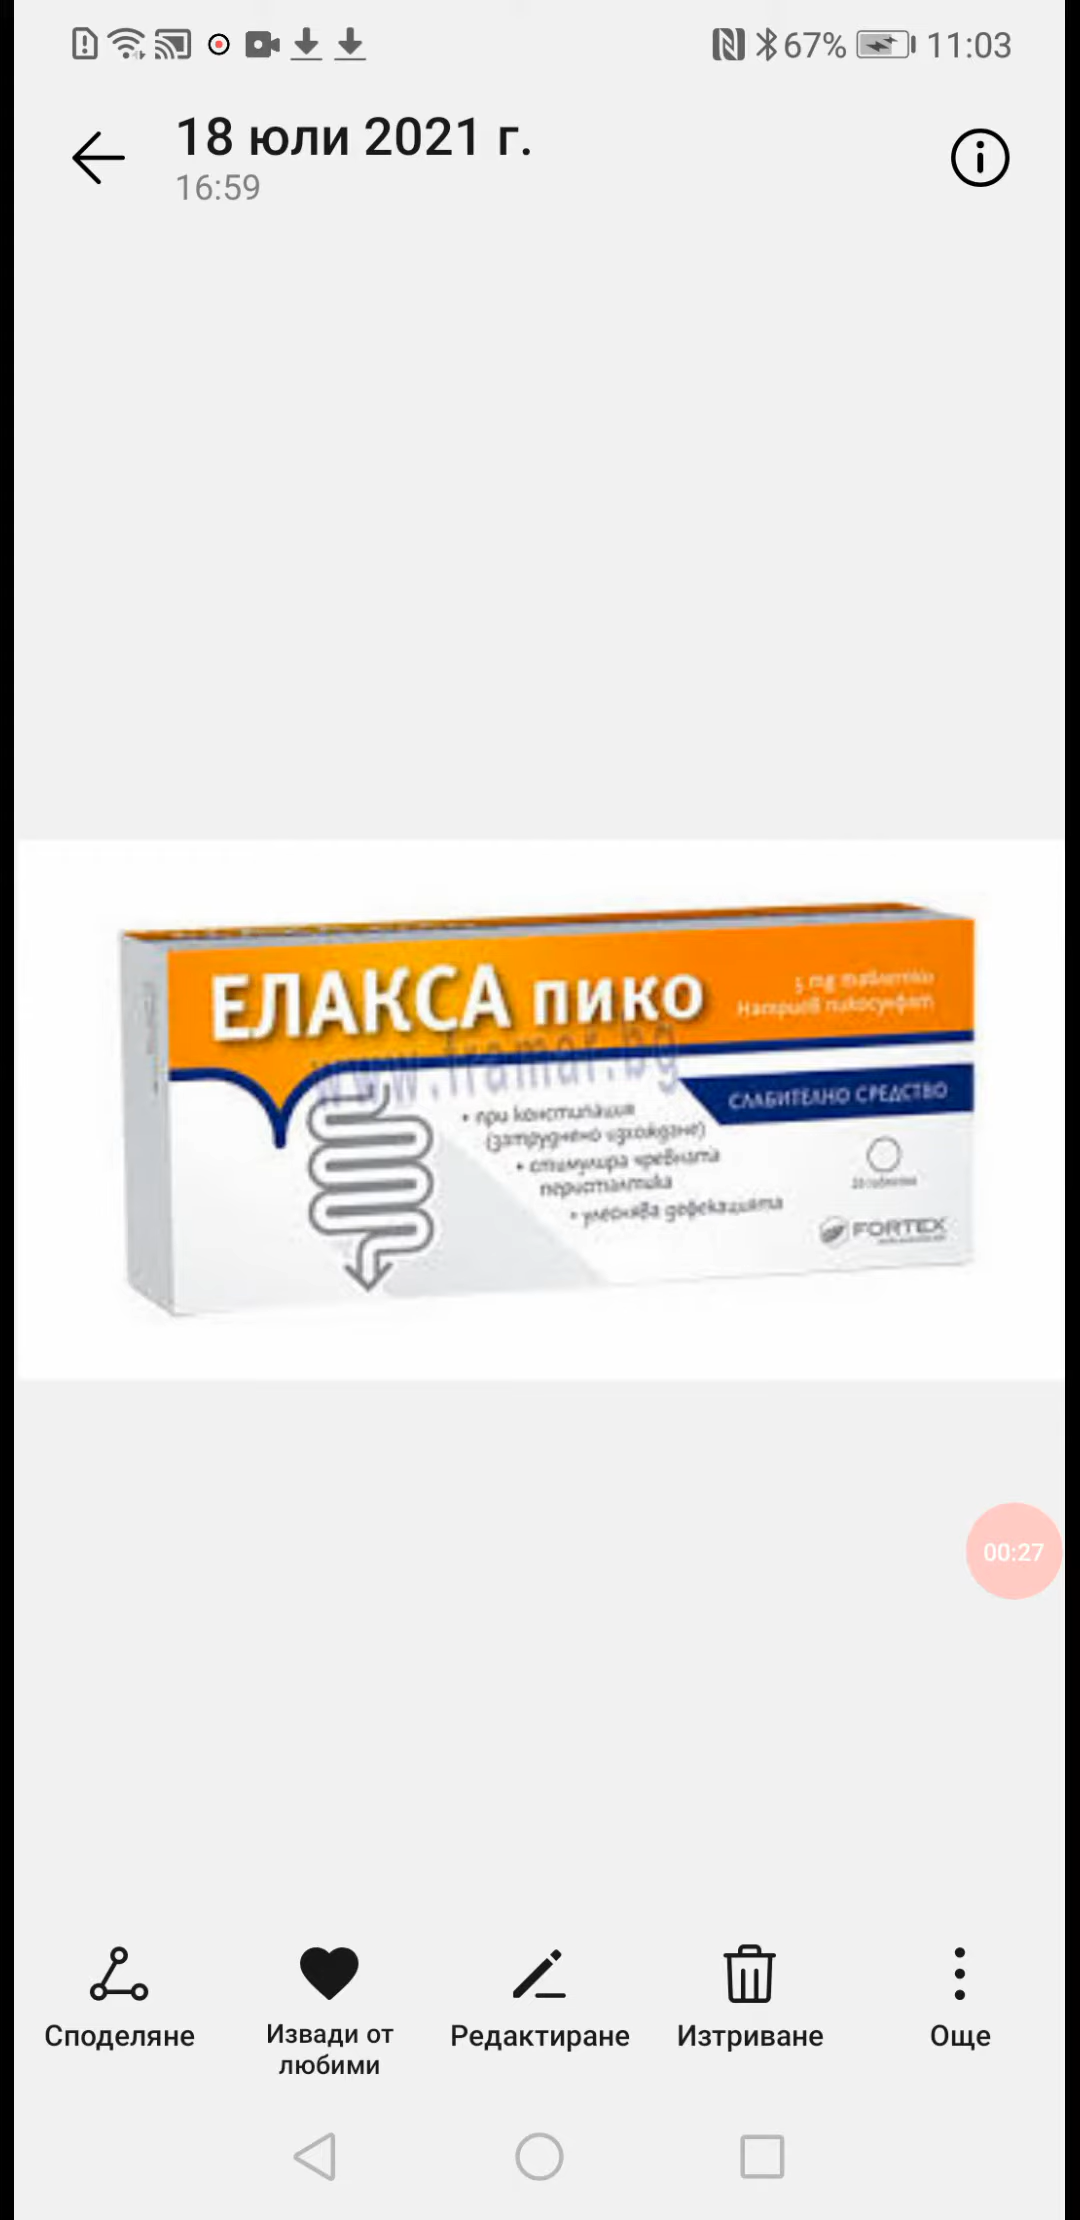 67% 11:03
18 юли 2021 г.
16:59
ЕЛАКСА ПИКО
5 mg таблетки
Натриев пикосулфат
www.framar.bg
СЛАБИТЕЛНО СРЕДСТВО
• при констипация
(затруднено изхождане)
• стимулира чревната
перисталтика
• улеснява дефекацията
20 таблетки
FORTEX
00:27
Споделяне
Извади от
любими
Редактиране
Изтриване
Още